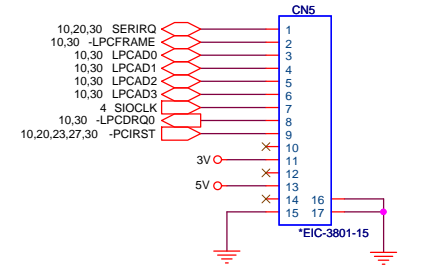 CN5
10,20,30 SERIRQ 1
10,30 -LPCFRAME 2
10,30 LPCAD0 3
10,30 LPCAD1 4
10,30 LPCAD2 5
10,30 LPCAD3 6
4 SIOCLK 7
10,30 -LPCDRQ0 8
10,20,23,27,30 -PCIRST 9
10
3V 11
12
5V 13
14 16
15 17
*EIC-3801-15